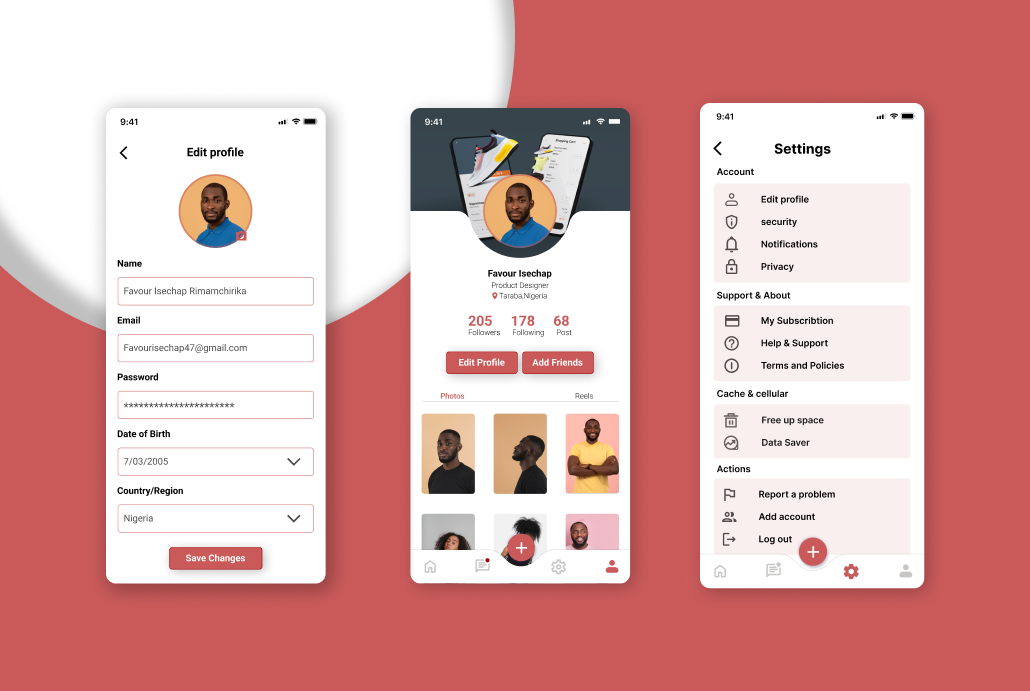 9:41
Edit profile
Name
Favour Isechap Rimamchirika
Email
Favourisechap47@gmail.com
Password
**********************
Date of Birth
7/03/2005
Country/Region
Nigeria
Save Changes
9:41
Shopping Cart
Favour Isechap
Product Designer
Taraba,Nigeria
205 178 68
Followers Following Post
Edit Profile Add Friends
Photos Reels
9:41
Settings
Account
Edit profile
security
Notifications
Privacy
Support & About
My Subscribtion
Help & Support
Terms and Policies
Cache & cellular
Free up space
Data Saver
Actions
Report a problem
Add account
Log out